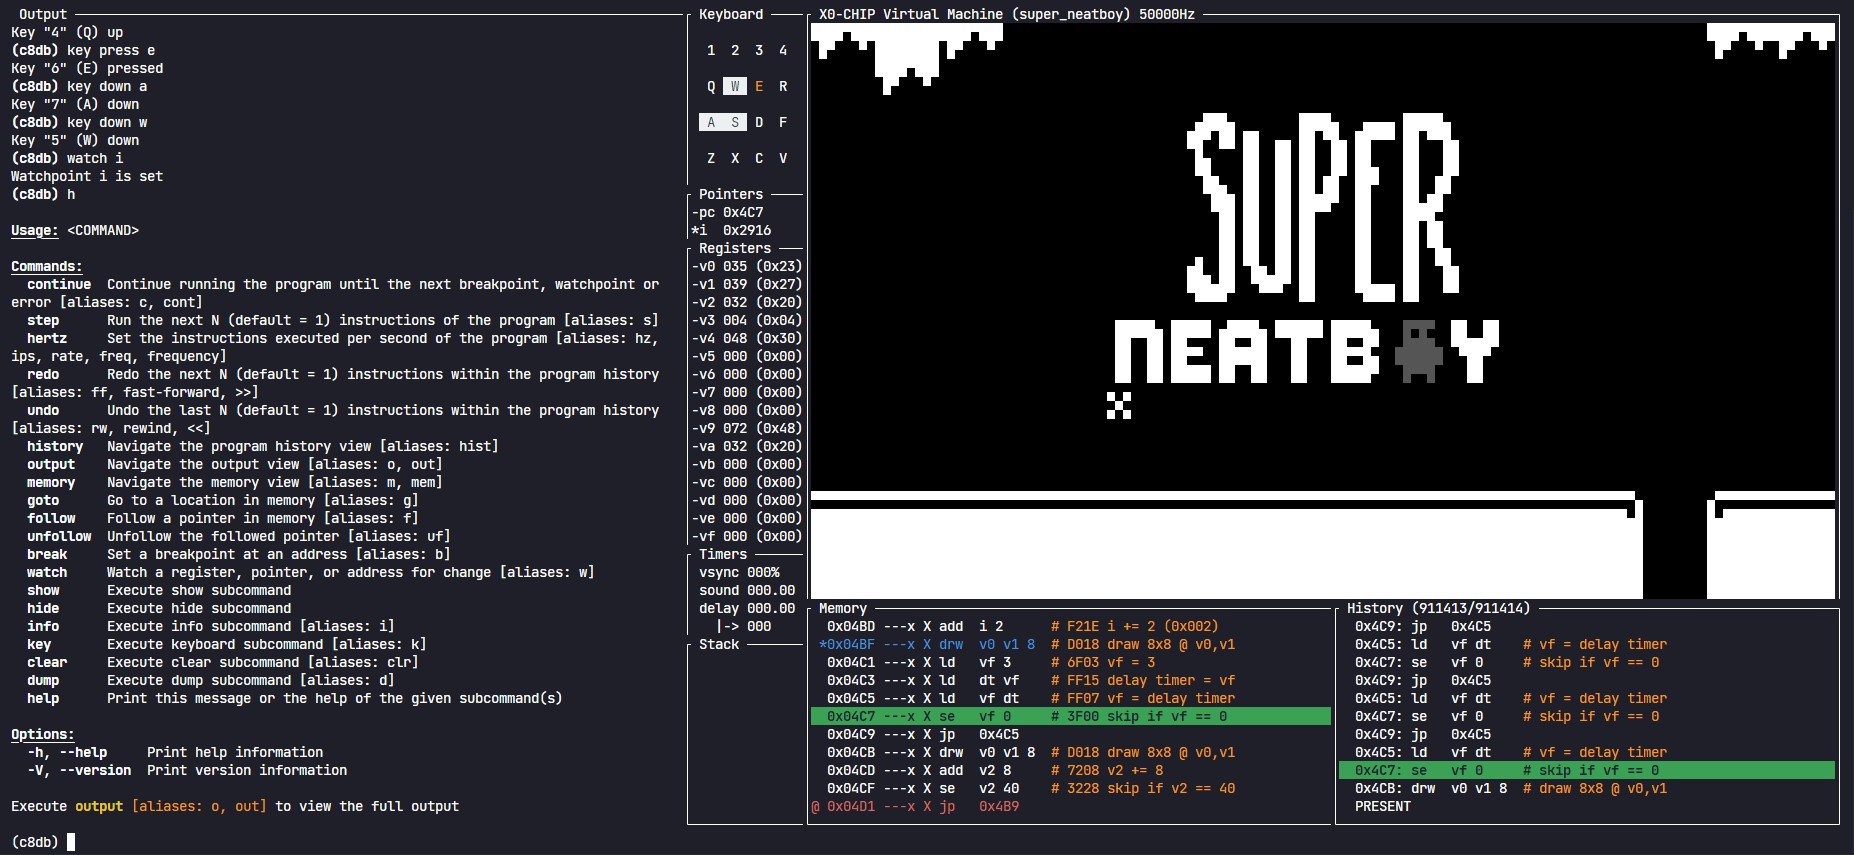 Output
Key "4" (Q) up
(c8db) key press e
Key "6" (E) pressed
(c8db) key down a
Key "7" (A) down
(c8db) key down w
Key "5" (W) down
(c8db) watch i
Watchpoint i is set
(c8db) h
Usage: <COMMAND>
Commands:
continue  Continue running the program until the next breakpoint, watchpoint or
error [aliases: c, cont]
step      Run the next N (default = 1) instructions of the program [aliases: s]
hertz     Set the instructions executed per second of the program [aliases: hz,
ips, rate, freq, frequency]
redo      Redo the next N (default = 1) instructions within the program history
[aliases: ff, fast-forward, >>]
undo      Undo the last N (default = 1) instructions within the program history
[aliases: rw, rewind, <<]
history   Navigate the program history view [aliases: hist]
output    Navigate the output view [aliases: o, out]
memory    Navigate the memory view [aliases: m, mem]
goto      Go to a location in memory [aliases: g]
follow    Follow a pointer in memory [aliases: f]
unfollow  Unfollow the followed pointer [aliases: uf]
break     Set a breakpoint at an address [aliases: b]
watch     Watch a register, pointer, or address for change [aliases: w]
show      Execute show subcommand
hide      Execute hide subcommand
info      Execute info subcommand [aliases: i]
key       Execute keyboard subcommand [aliases: k]
clear     Execute clear subcommand [aliases: clr]
dump      Execute dump subcommand [aliases: d]
help      Print this message or the help of the given subcommand(s)
Options:
-h, --help     Print help information
-V, --version  Print version information
Execute output [aliases: o, out] to view the full output
(c8db)
Keyboard
1 2 3 4
Q W E R
A S D F
Z X C V
Pointers
-pc 0x4C7
*i  0x2916
Registers
-v0 035 (0x23)
-v1 039 (0x27)
-v2 032 (0x20)
-v3 004 (0x04)
-v4 048 (0x30)
-v5 000 (0x00)
-v6 000 (0x00)
-v7 000 (0x00)
-v8 000 (0x00)
-v9 072 (0x48)
-va 032 (0x20)
-vb 000 (0x00)
-vc 000 (0x00)
-vd 000 (0x00)
-ve 000 (0x00)
-vf 000 (0x00)
Timers
vsync 000%
sound 000.00
delay 000.00
|-> 000
Stack
XO-CHIP Virtual Machine (super_neatboy) 50000Hz
SUPER
NEATB Y
Memory
0x04BD ---x X add  i 2      # F21E i += 2 (0x002)
*0x04BF ---x X drw  v0 v1 8  # D018 draw 8x8 @ v0,v1
0x04C1 ---x X ld   vf 3     # 6F03 vf = 3
0x04C3 ---x X ld   dt vf    # FF15 delay timer = vf
0x04C5 ---x X ld   vf dt    # FF07 vf = delay timer
0x04C7 ---x X se   vf 0     # 3F00 skip if vf == 0
0x04C9 ---x X jp   0x4C5
0x04CB ---x X drw  v0 v1 8  # D018 draw 8x8 @ v0,v1
0x04CD ---x X add  v2 8     # 7208 v2 += 8
0x04CF ---x X se   v2 40    # 3228 skip if v2 == 40
@ 0x04D1 ---x X jp   0x4B9
History (911413/911414)
0x4C9: jp   0x4C5
0x4C5: ld   vf dt    # vf = delay timer
0x4C7: se   vf 0     # skip if vf == 0
0x4C9: jp   0x4C5
0x4C5: ld   vf dt    # vf = delay timer
0x4C7: se   vf 0     # skip if vf == 0
0x4C9: jp   0x4C5
0x4C5: ld   vf dt    # vf = delay timer
0x4C7: se   vf 0     # skip if vf == 0
0x4CB: drw  v0 v1 8  # draw 8x8 @ v0,v1
PRESENT